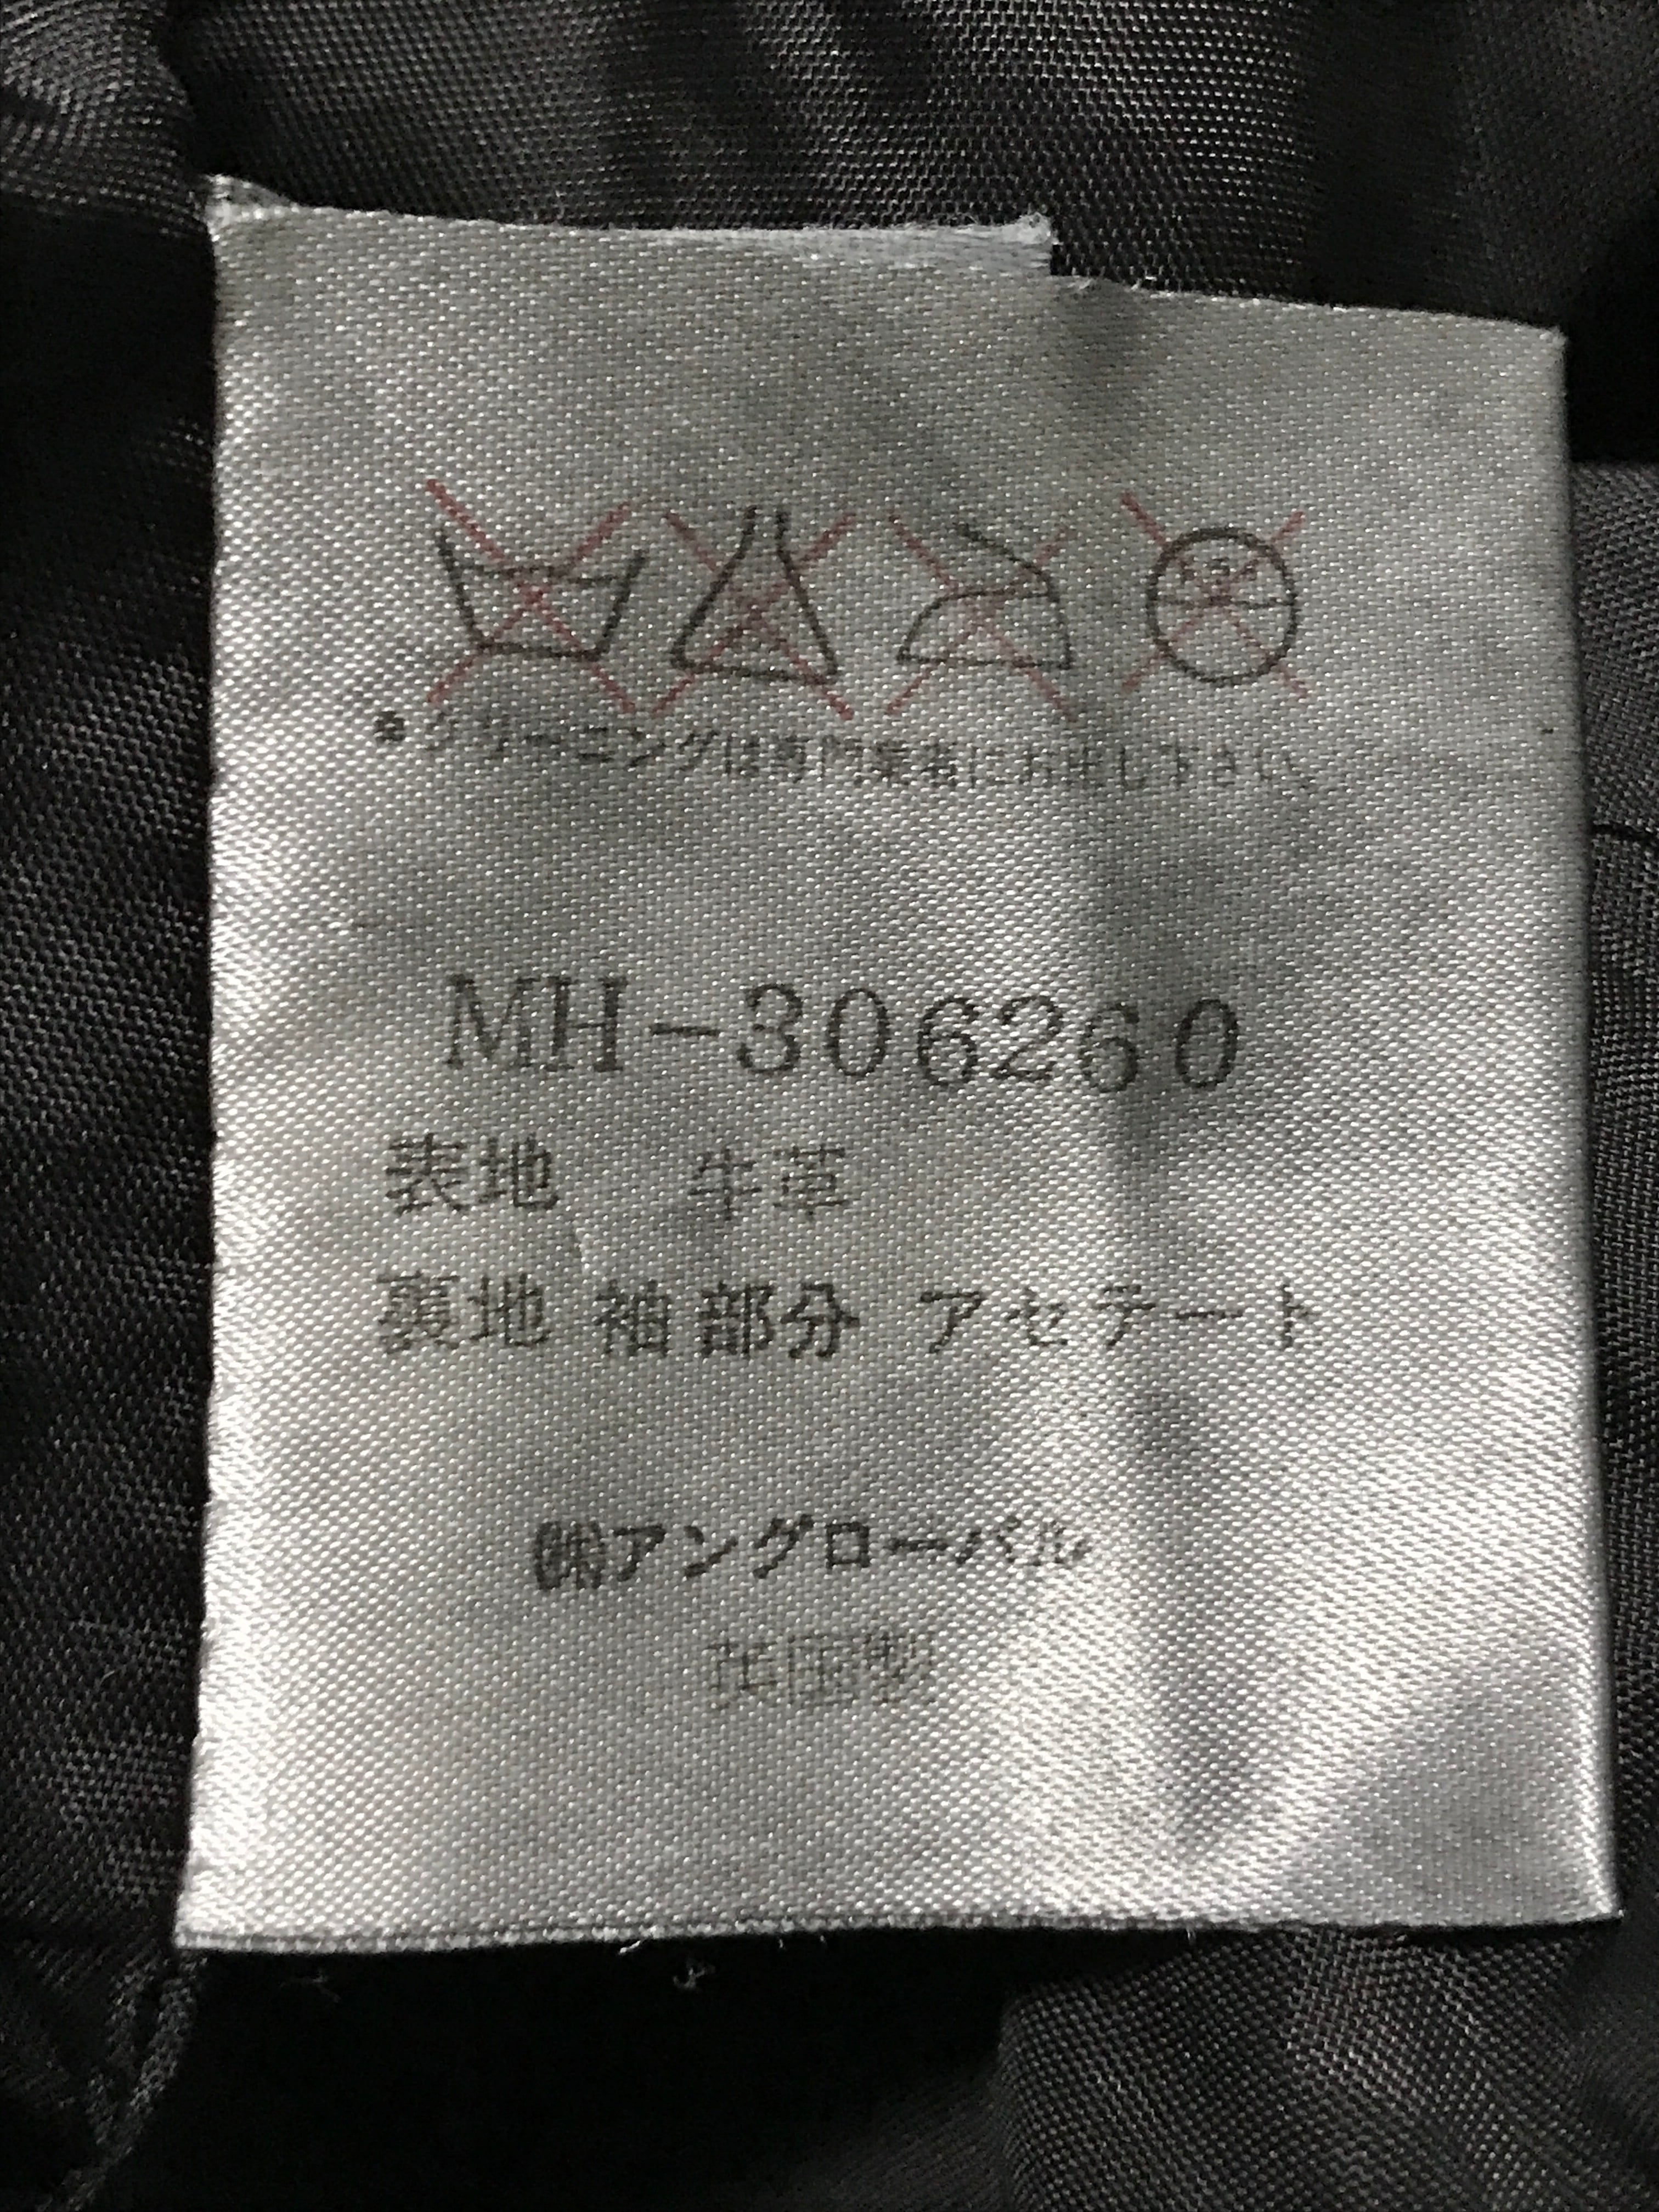 ●クリーニングは専門業者にお申し下さい。
MH-306260
表地 牛革
裏地 袖部分 アセテート
㈱アングローバル
英国製